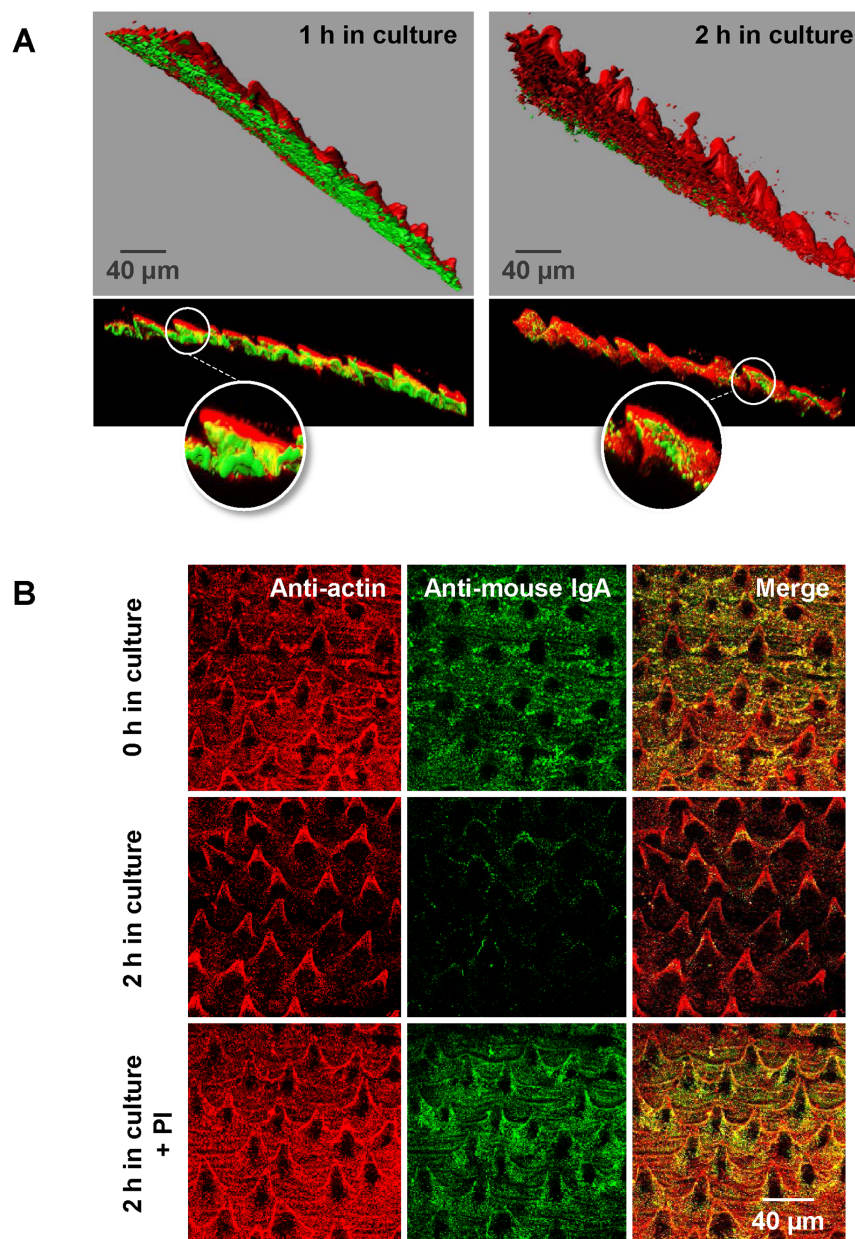 A
1 h in culture
2 h in culture
40 µm
40 µm
B
Anti-actin
Anti-mouse IgA
Merge
0 h in culture
2 h in culture
2 h in culture
+ PI
40 µm